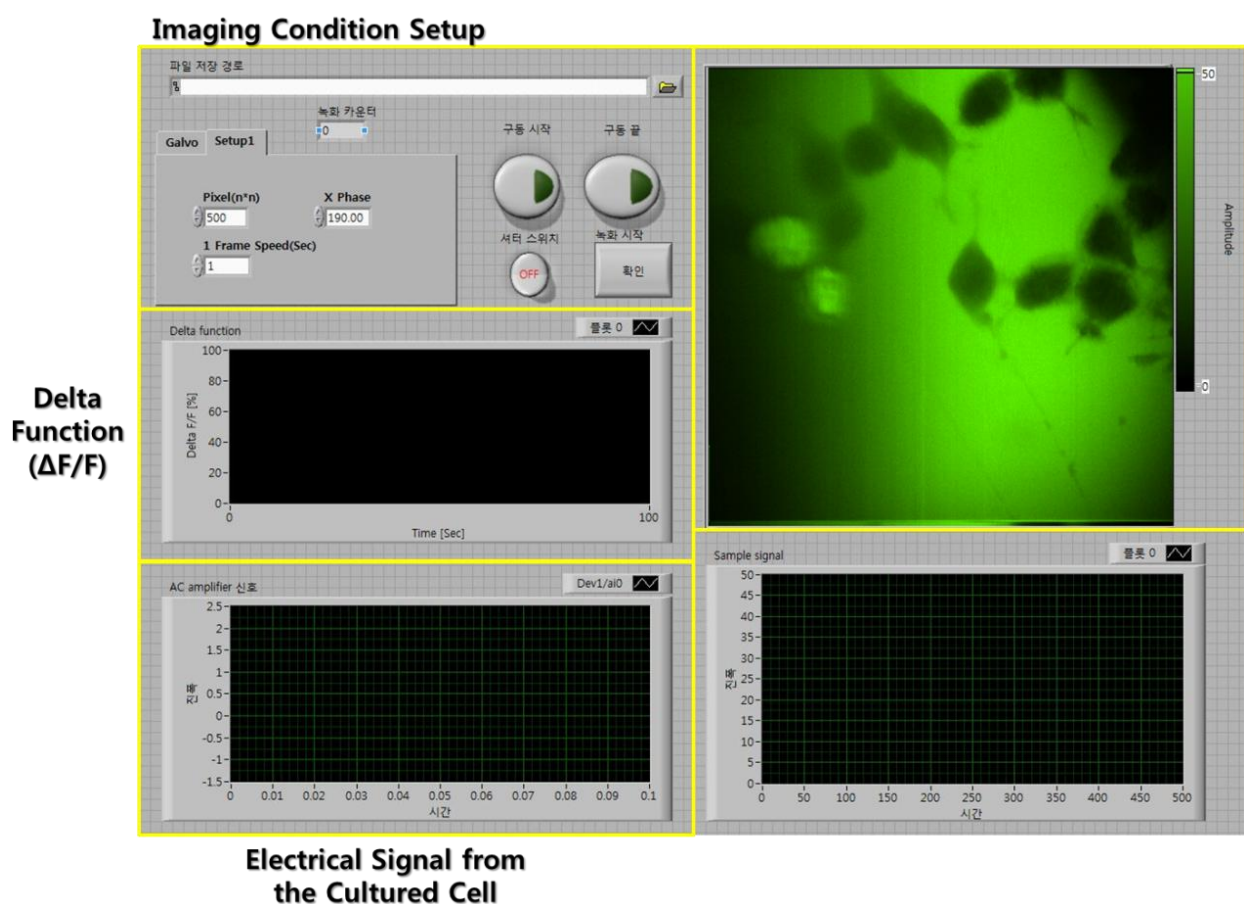 Imaging Condition Setup
파일 저장 경로
녹화 카운터
0
Galvo Setup1
Pixel(n*n) X Phase
500 190.00
1 Frame Speed(Sec)
1
구동 시작 구동 끝
셔터 스위치 녹화 시작
OFF 확인
50
Amplitude
0
Delta
Function
(ΔF/F)
Delta function
플롯 0
100
80
60
40
20
0
Delta F/F [%]
0 100
Time [Sec]
AC amplifier 신호
Dev1/ai0
2.5
2
1.5
1
0.5
0
-0.5
-1
-1.5
진폭
0 0.01 0.02 0.03 0.04 0.05 0.06 0.07 0.08 0.09 0.1
시간
Sample signal
플롯 0
50
45
40
35
30
25
20
15
10
5
0
진폭
0 50 100 150 200 250 300 350 400 450 500
시간
Electrical Signal from
the Cultured Cell